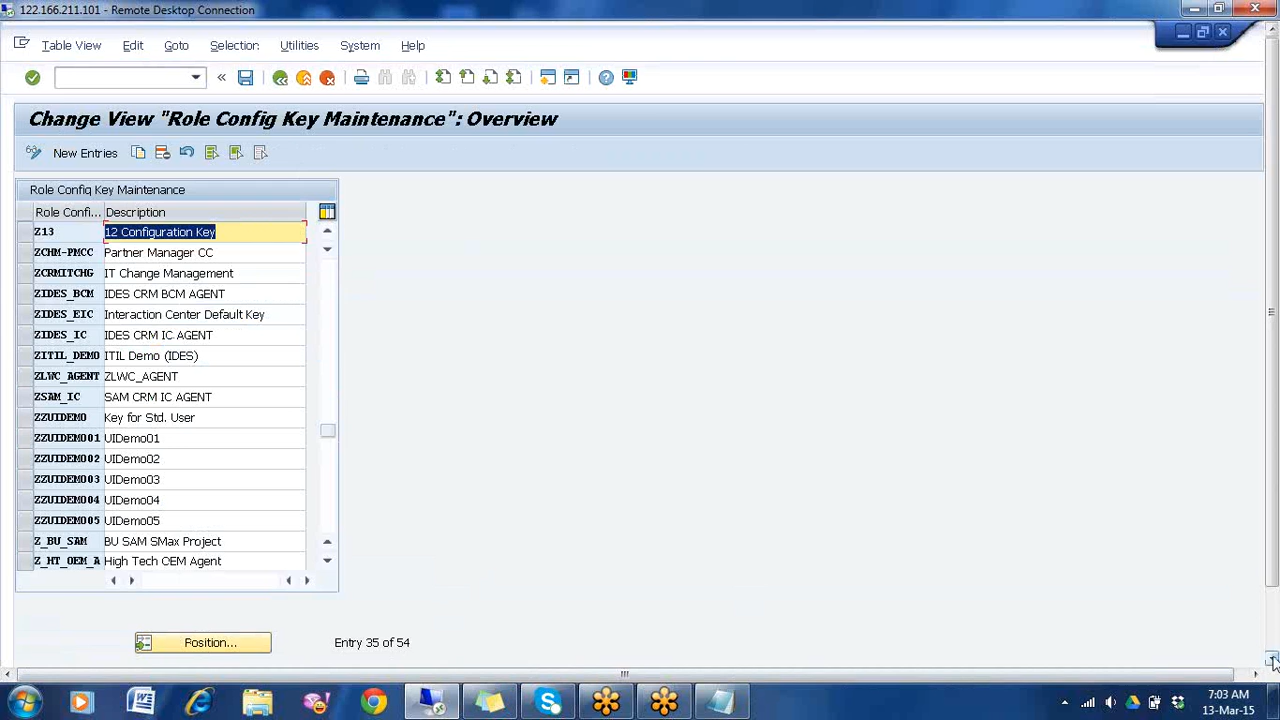 122.166.211.101 - Remote Desktop Connection
Table View Edit Goto Selection Utilities System Help
Change View "Role Config Key Maintenance": Overview
New Entries
Role Config Key Maintenance
Role Confi... Description
Z13 12 Configuration Key
ZCHM-PMCC Partner Manager CC
ZCRMITCHG IT Change Management
ZIDES_BCM IDES CRM BCM AGENT
ZIDES_EIC Interaction Center Default Key
ZIDES_IC IDES CRM IC AGENT
ZITIL_DEMO ITIL Demo (IDES)
ZLWC_AGENT ZLWC_AGENT
ZSAM_IC SAM CRM IC AGENT
ZZUIDEMO Key for Std. User
ZZUIDEMO01 UIDemo01
ZZUIDEMO02 UIDemo02
ZZUIDEMO03 UIDemo03
ZZUIDEMO04 UIDemo04
ZZUIDEMO05 UIDemo05
Z_BU_SAM BU SAM SMax Project
Z_HT_OEM_A High Tech OEM Agent
Position... Entry 35 of 54
7:03 AM
13-Mar-15